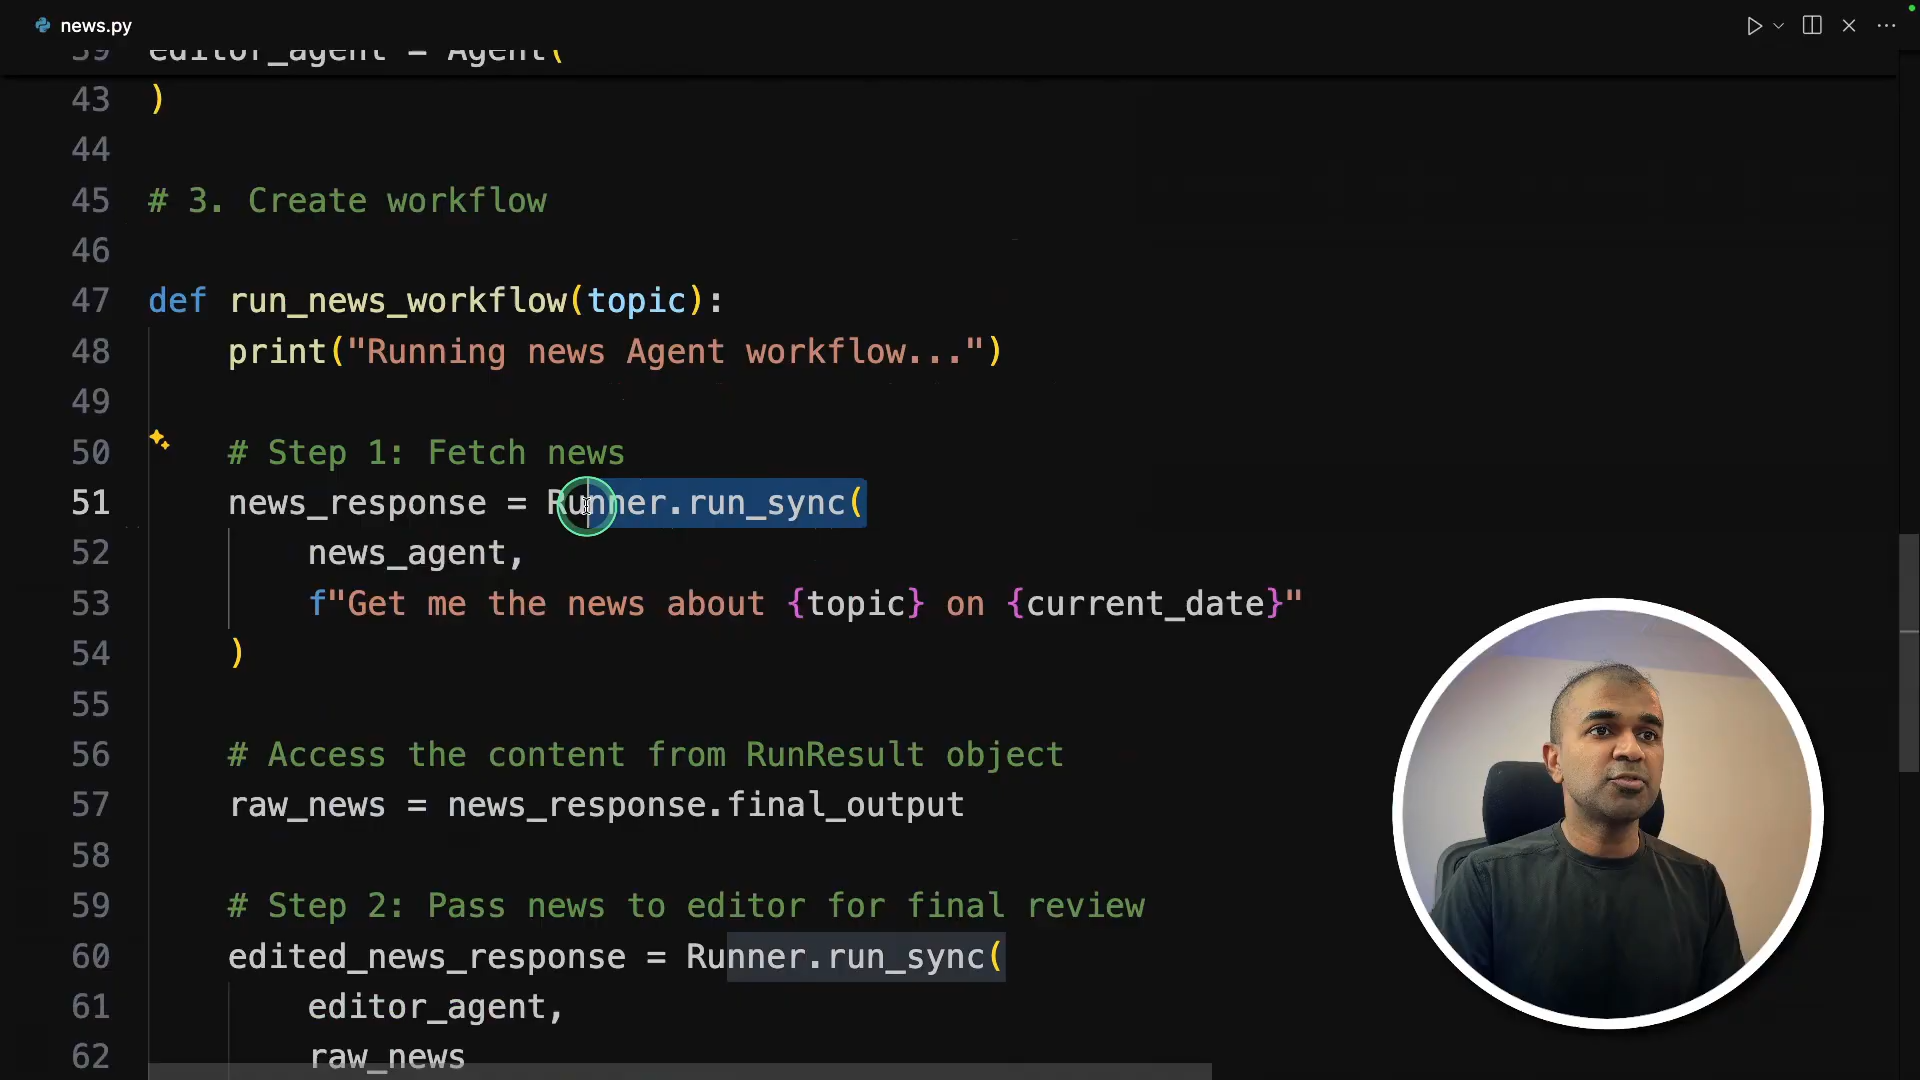 news.py
39 editor_agent = Agent(
43 )
44
45 # 3. Create workflow
46
47 def run_news_workflow(topic):
48 print("Running news Agent workflow...")
49
50 # Step 1: Fetch news
51 news_response = Runner.run_sync(
52 news_agent,
53 f"Get me the news about {topic} on {current_date}"
54 )
55
56 # Access the content from RunResult object
57 raw_news = news_response.final_output
58
59 # Step 2: Pass news to editor for final review
60 edited_news_response = Runner.run_sync(
61 editor_agent,
62 raw_news